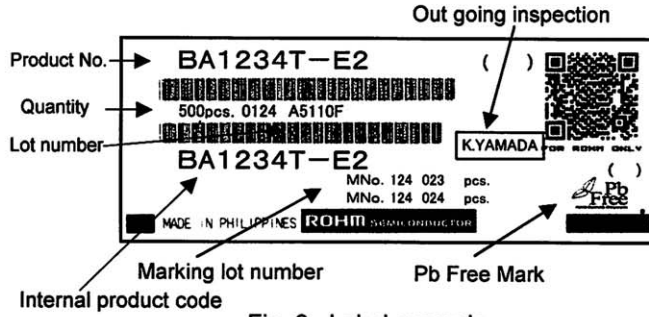 Out going inspection
Product No.
BA1234T-E2
( )
Quantity
500pcs. 0124 A5110F
Lot number
K.YAMADA
FOR ROHM ONLY
BA1234T-E2
( )
MNo. 124 023 pcs.
MNo. 124 024 pcs.
Pb
Free
MADE IN PHILIPPINES ROHM SEMICONDUCTOR
Marking lot number
Pb Free Mark
Internal product code